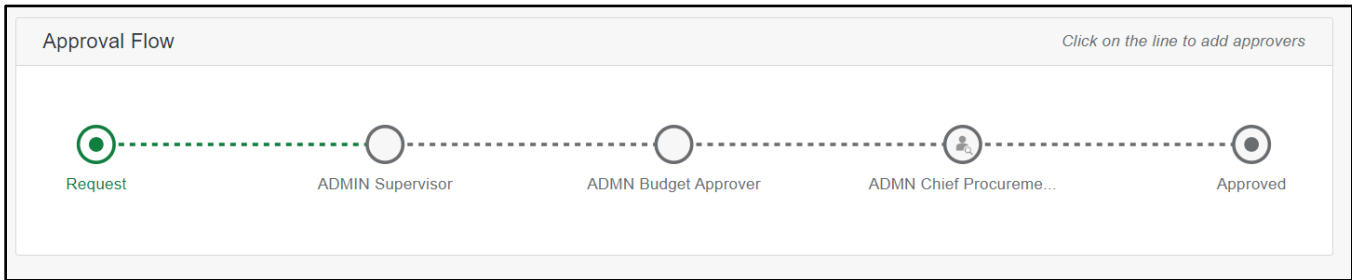 Approval Flow
Click on the line to add approvers
Request
ADMIN Supervisor
ADMN Budget Approver
ADMN Chief Procureme...
Approved